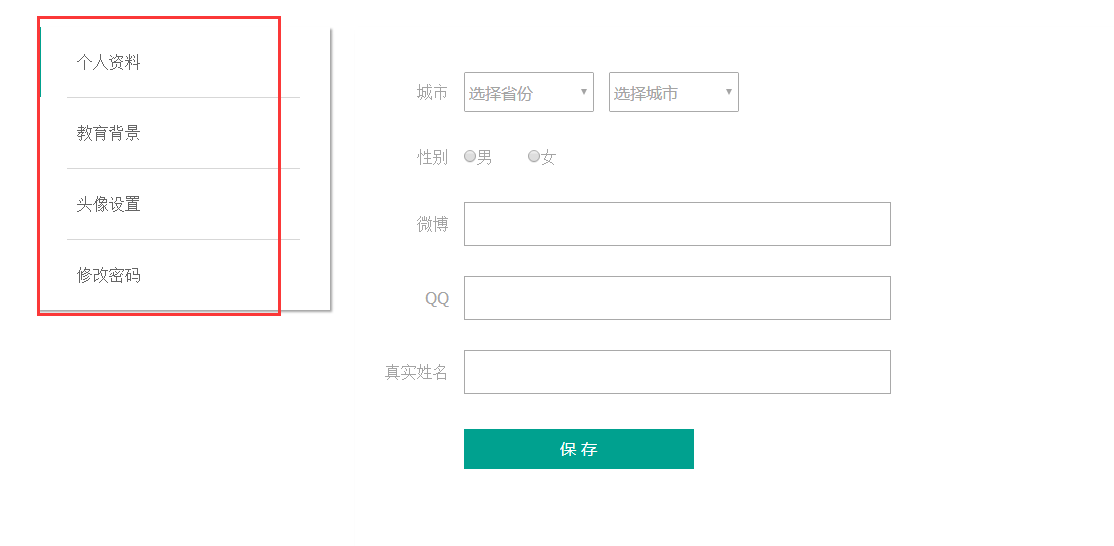 个人资料
教育背景
头像设置
修改密码
城市 选择省份 选择城市
性别 男 女
微博
QQ
真实姓名
保 存